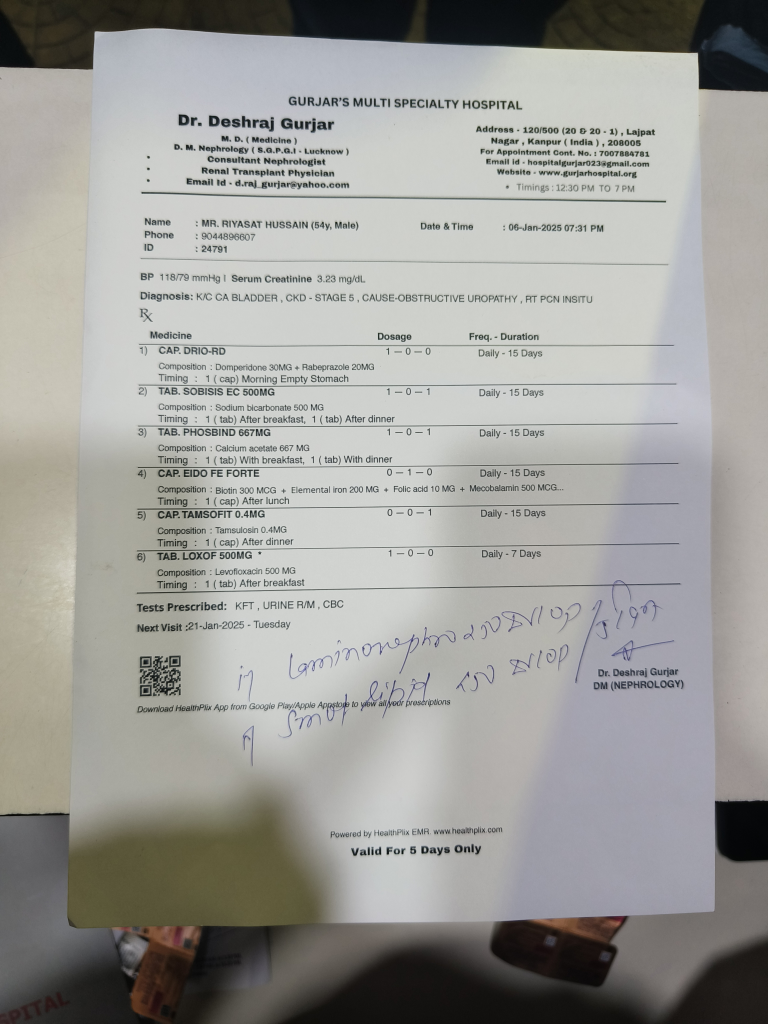 GURJAR'S MULTI SPECIALTY HOSPITAL
Dr. Deshraj Gurjar
M. D. ( Medicine )
D. M. Nephrology ( S.G.P.G.I - Lucknow )
• Consultant Nephrologist
• Renal Transplant Physician
• Email Id - d.raj_gurjar@yahoo.com
Address - 120/500 (20 & 20 - 1) , Lajpat
Nagar , Kanpur ( India ) , 208005
For Appointment Cont. No. : 7007884781
Email id - hospitalgurjar023@gmail.com
Website - www.gurjarhospital.org
• Timings : 12:30 PM TO 7 PM
Name : MR. RIYASAT HUSSAIN (54y, Male) Date & Time : 06-Jan-2025 07:31 PM
Phone : 9044896607
ID : 24791
BP 118/79 mmHg | Serum Creatinine 3.23 mg/dL
Diagnosis: K/C CA BLADDER , CKD - STAGE 5 , CAUSE-OBSTRUCTIVE UROPATHY , RT PCN INSITU
℞
Medicine Dosage Freq. - Duration
1) CAP. DRIO-RD 1 – 0 – 0 Daily - 15 Days
Composition : Domperidone 30MG + Rabeprazole 20MG
Timing : 1 ( cap) Morning Empty Stomach
2) TAB. SOBISIS EC 500MG 1 – 0 – 1 Daily - 15 Days
Composition : Sodium bicarbonate 500 MG
Timing : 1 ( tab) After breakfast, 1 ( tab) After dinner
3) TAB. PHOSBIND 667MG 1 – 0 – 1 Daily - 15 Days
Composition : Calcium acetate 667 MG
Timing : 1 ( tab) With breakfast, 1 ( tab) With dinner
4) CAP. EIDO FE FORTE 0 – 1 – 0 Daily - 15 Days
Composition : Biotin 300 MCG + Elemental iron 200 MG + Folic acid 10 MG + Mecobalamin 500 MCG...
Timing : 1 ( cap) After lunch
5) CAP. TAMSOFIT 0.4MG 0 – 0 – 1 Daily - 15 Days
Composition : Tamsulosin 0.4MG
Timing : 1 ( cap) After dinner
6) TAB. LOXOF 500MG * 1 – 0 – 0 Daily - 7 Days
Composition : Levofloxacin 500 MG
Timing : 1 ( tab) After breakfast
Tests Prescribed: KFT , URINE R/M , CBC
Next Visit :21-Jan-2025 - Tuesday
Dr. Deshraj Gurjar
DM (NEPHROLOGY)
Download HealthPlix App from Google Play/Apple Appstore to view all your prescriptions
Powered by HealthPlix EMR. www.healthplix.com
Valid For 5 Days Only